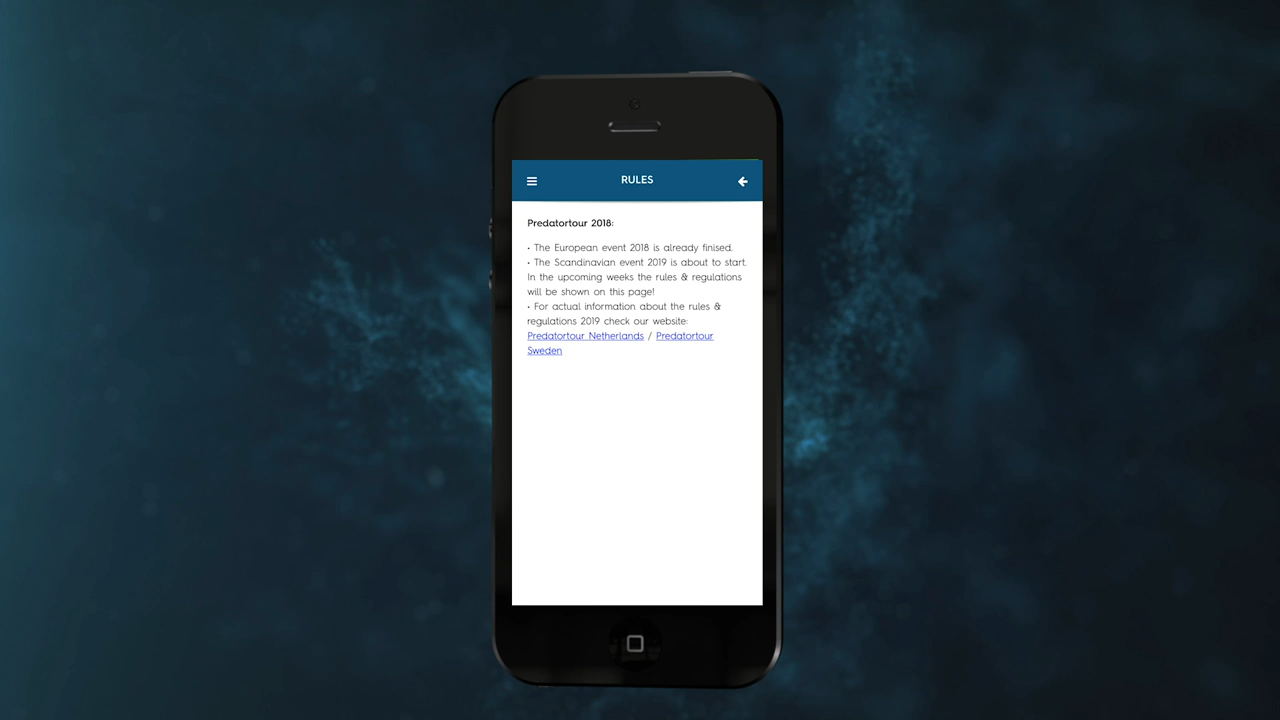 RULES
Predatortour 2018:
• The European event 2018 is already finised.
• The Scandinavian event 2019 is about to start.
In the upcoming weeks the rules & regulations
will be shown on this page!
• For actual information about the rules &
regulations 2019 check our website:
Predatortour Netherlands / Predatortour
Sweden